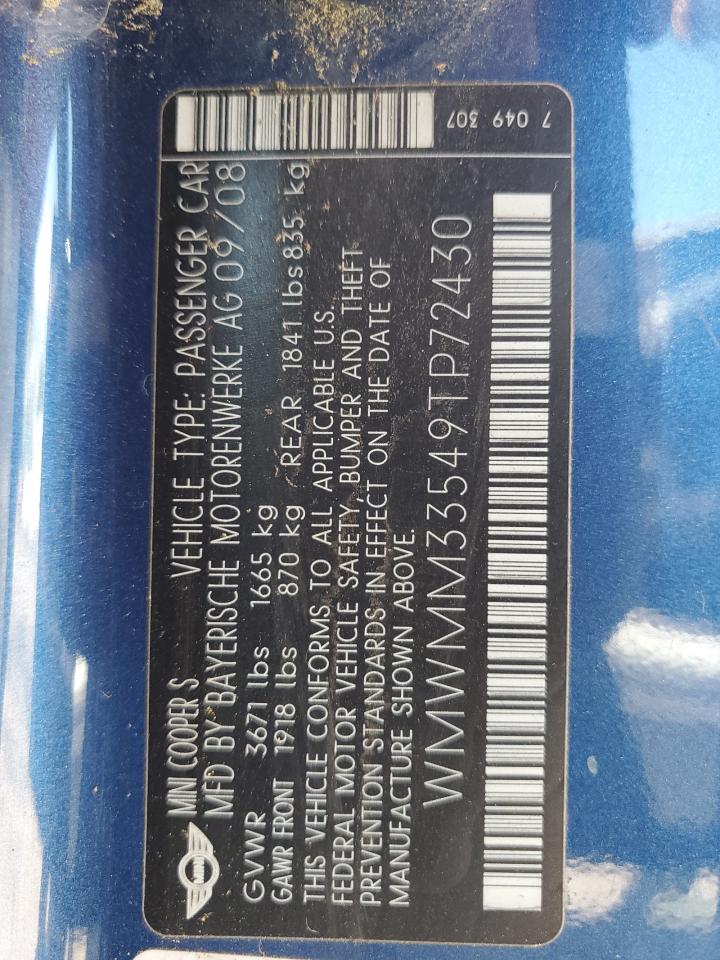 MINI COOPER S VEHICLE TYPE: PASSENGER CAR
MFD BY BAYERISCHE MOTORENWERKE AG 09/08
GVWR 3671 lbs 1665 kg
GAWR FRONT 1918 lbs 870 kg REAR 1841 lbs 835 kg
THIS VEHICLE CONFORMS TO ALL APPLICABLE U.S.
FEDERAL MOTOR VEHICLE SAFETY, BUMPER AND THEFT
PREVENTION STANDARDS IN EFFECT ON THE DATE OF
MANUFACTURE SHOWN ABOVE.
WMWMM33549TP72430
7 049 307
MINI